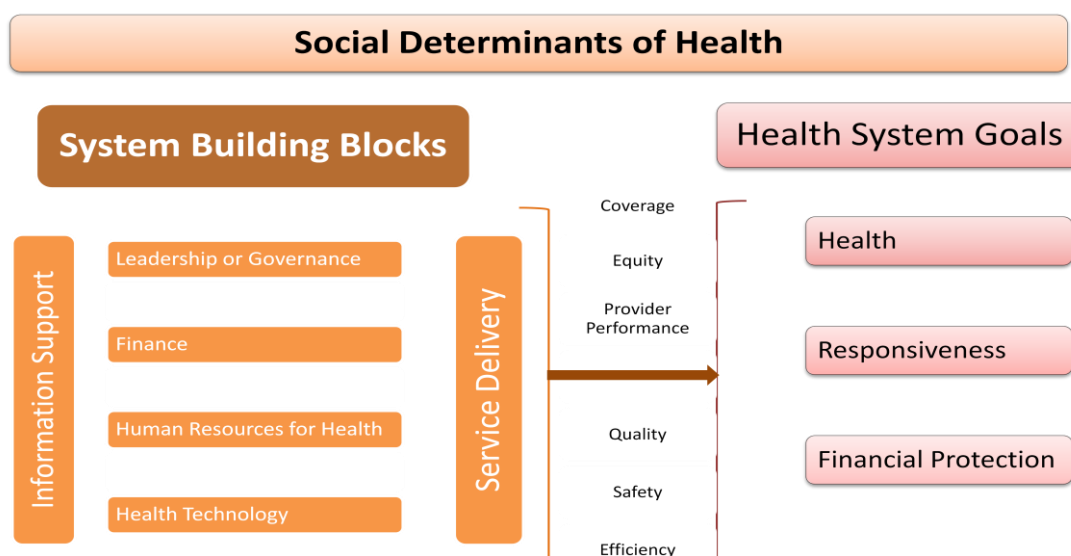 Social Determinants of Health
System Building Blocks
Health System Goals
Information Support
Leadership or Governance
Finance
Human Resources for Health
Health Technology
Service Delivery
Coverage
Equity
Provider
Performance
Quality
Safety
Efficiency
Health
Responsiveness
Financial Protection